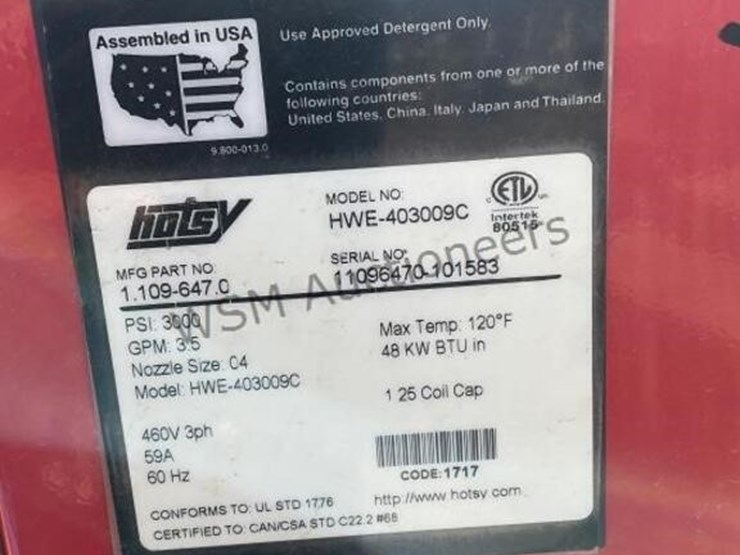 Assembled in USA
Use Approved Detergent Only.
Contains components from one or more of the
following countries:
United States, China, Italy, Japan and Thailand.
9.800-013.0
hotsy
MODEL NO:
HWE-403009C
ETL
Intertek
80515
MFG PART NO:
1.109-647.0
SERIAL NO:
11096470-101583
WSM Auctioneers
PSI: 3000
GPM: 3.5
Nozzle Size: 04
Model: HWE-403009C
Max Temp: 120°F
48 KW BTU in
1 25 Coil Cap
460V 3ph
59A
60 Hz
CODE:1717
http://www.hotsy.com
CONFORMS TO: UL STD 1776
CERTIFIED TO: CAN/CSA STD C22.2 #68